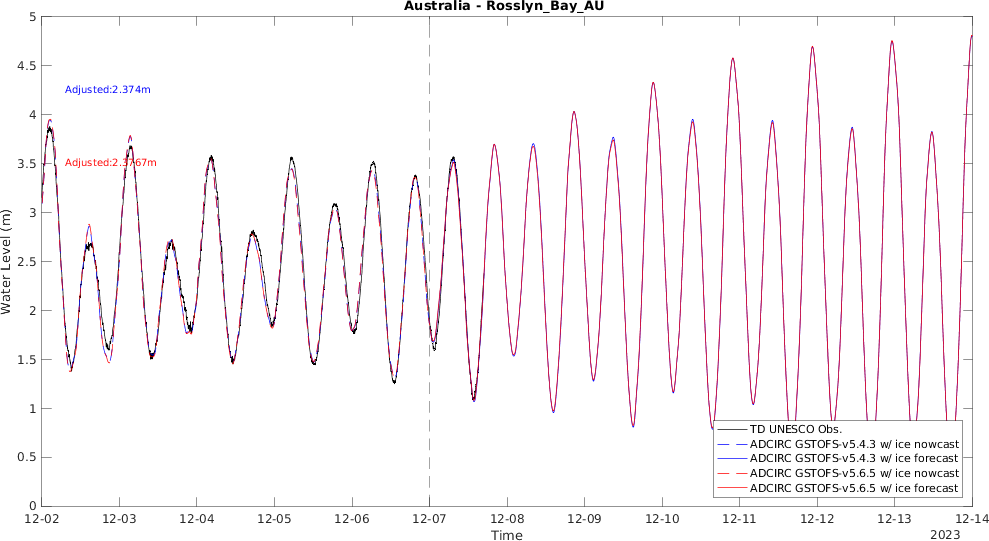 Australia - Rosslyn_Bay_AU
5
4.5
4
3.5
3
2.5
2
1.5
1
0.5
0
Water Level (m)
Adjusted:2.374m
Adjusted:2.3767m
TD UNESCO Obs.
ADCIRC GSTOFS-v5.4.3 w/ ice nowcast
ADCIRC GSTOFS-v5.4.3 w/ ice forecast
ADCIRC GSTOFS-v5.6.5 w/ ice nowcast
ADCIRC GSTOFS-v5.6.5 w/ ice forecast
12-02 12-03 12-04 12-05 12-06 12-07 12-08 12-09 12-10 12-11 12-12 12-13 12-14
Time
2023